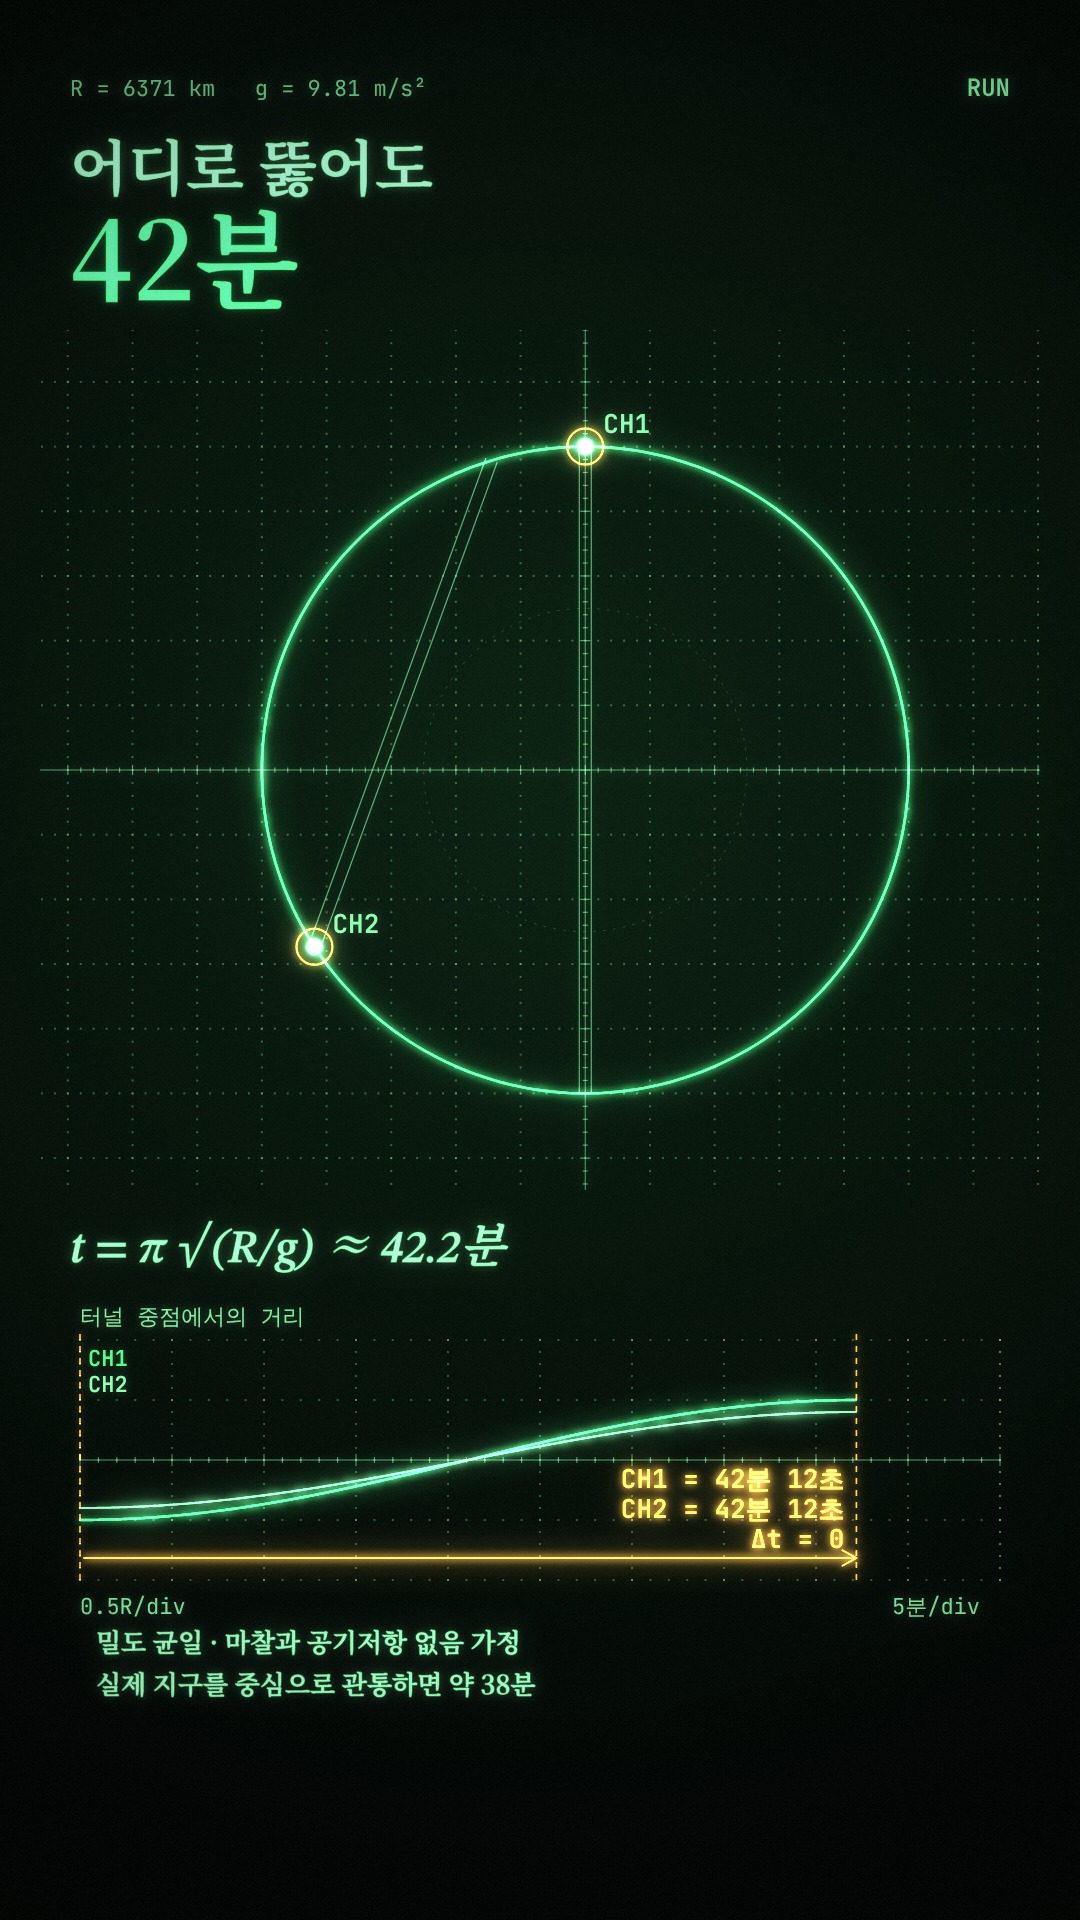 R = 6371 km g = 9.81 m/s²
RUN
어디로 뚫어도
42분
CH1
CH2
t = π √(R/g) ≈ 42.2분
터널 중점에서의 거리
CH1
CH2
CH1 = 42분 12초
CH2 = 42분 12초
Δt = 0
0.5R/div
5분/div
밀도 균일 · 마찰과 공기저항 없음 가정
실제 지구를 중심으로 관통하면 약 38분